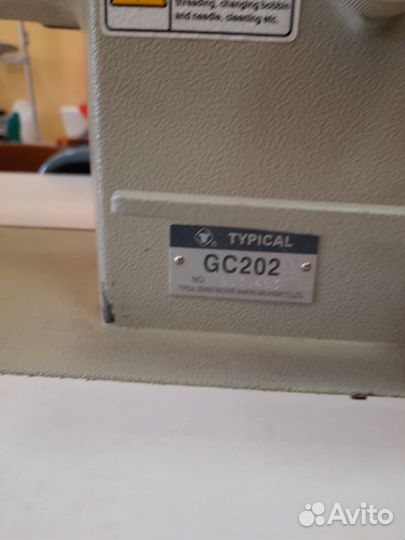 threading, changing bobbin
and needle, cleaning etc.
TYPICAL
GC202
NO
Avito